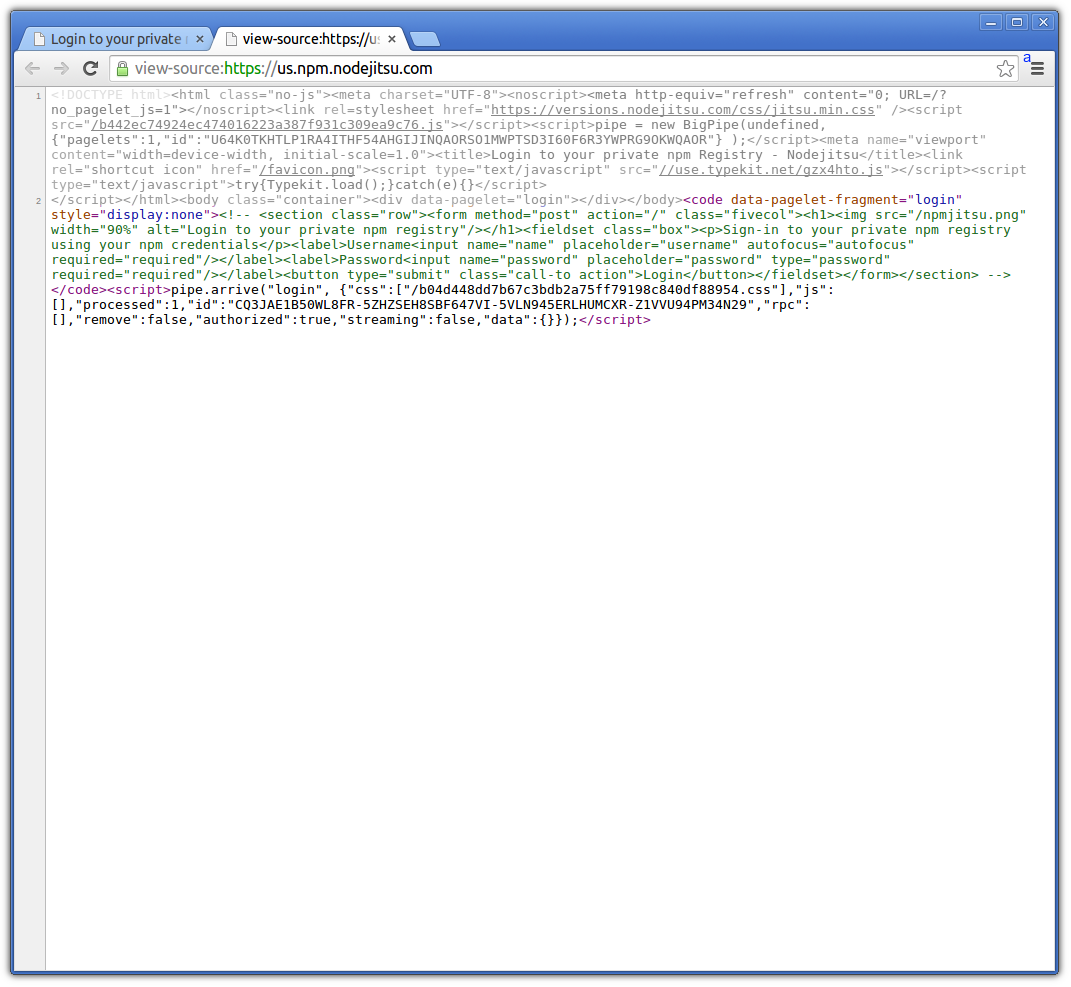 Login to your private
view-source:https://us
view-source:https://us.npm.nodejitsu.com
a
1
<!DOCTYPE html><html class="no-js"><meta charset="UTF-8"><noscript><meta http-equiv="refresh" content="0; URL=/?
no_pagelet_js=1"></noscript><link rel=stylesheet href="https://versions.nodejitsu.com/css/jitsu.min.css" /><script
src="/b442ec74924ec474016223a387f931c309ea9c76.js"></script><script>pipe = new BigPipe(undefined,
{"pagelets":1,"id":"U64K0TKHTLP1RA4ITHF54AHGIJINQAORSO1MWPTSD3I60F6R3YWPRG9OKWQAOR"} );</script><meta name="viewport"
content="width=device-width, initial-scale=1.0"><title>Login to your private npm Registry - Nodejitsu</title><link
rel="shortcut icon" href="/favicon.png"><script type="text/javascript" src="//use.typekit.net/gzx4hto.js"></script><script
type="text/javascript">try{Typekit.load();}catch(e){}</script>
2
</script></html><body class="container"><div data-pagelet="login"></div></body><code data-pagelet-fragment="login"
style="display:none"><!-- <section class="row"><form method="post" action="/" class="fivecol"><h1><img src="/npmjitsu.png"
width="90%" alt="Login to your private npm registry"/></h1><fieldset class="box"><p>Sign-in to your private npm registry
using your npm credentials</p><label>Username<input name="name" placeholder="username" autofocus="autofocus"
required="required"/></label><label>Password<input name="password" placeholder="password" type="password"
required="required"/></label><button type="submit" class="call-to action">Login</button></fieldset></form></section> -->
</code><script>pipe.arrive("login", {"css":["/b04d448dd7b67c3bdb2a75ff79198c840df88954.css"],"js":
[],"processed":1,"id":"CQ3JAE1B50WL8FR-5ZHZSEH8SBF647VI-5VLN945ERLHUMCXR-Z1VVU94PM34N29","rpc":
[],"remove":false,"authorized":true,"streaming":false,"data":{}});</script>